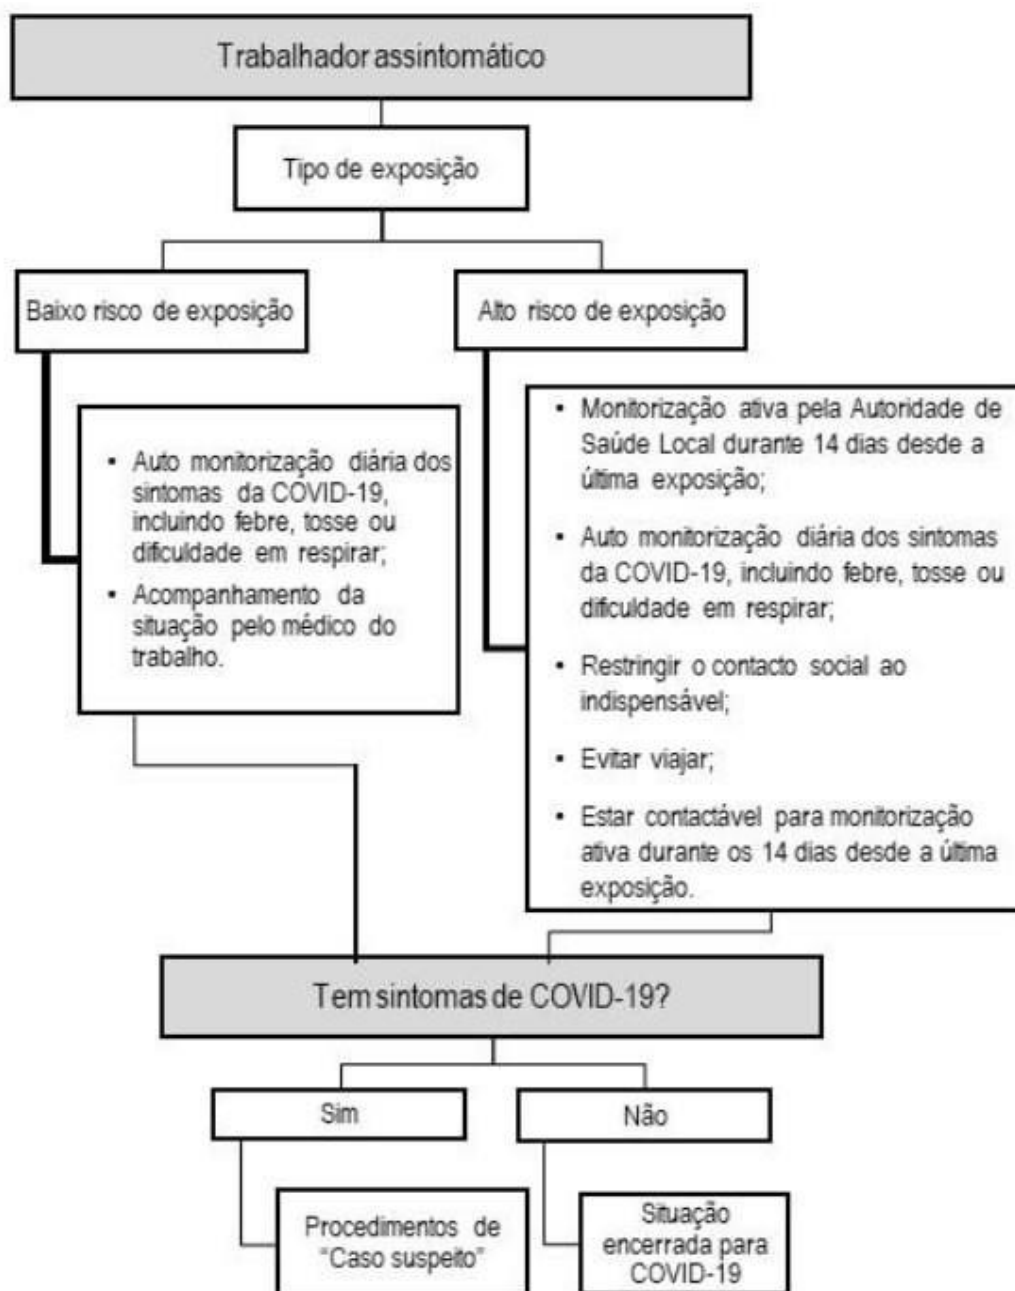 Trabalhador assintomático
Tipo de exposição
Baixo risco de exposição
Alto risco de exposição
• Auto monitorização diária dos
sintomas da COVID-19,
incluindo febre, tosse ou
dificuldade em respirar;
• Acompanhamento da
situação pelo médico do
trabalho.
• Monitorização ativa pela Autoridade de
Saúde Local durante 14 dias desde a
última exposição;
• Auto monitorização diária dos sintomas
da COVID-19, incluindo febre, tosse ou
dificuldade em respirar;
• Restringir o contacto social ao
indispensável;
• Evitar viajar;
• Estar contactável para monitorização
ativa durante os 14 dias desde a última
exposição.
Tem sintomas de COVID-19?
Sim
Não
Procedimentos de
“Caso suspeito”
Situação
encerrada para
COVID-19